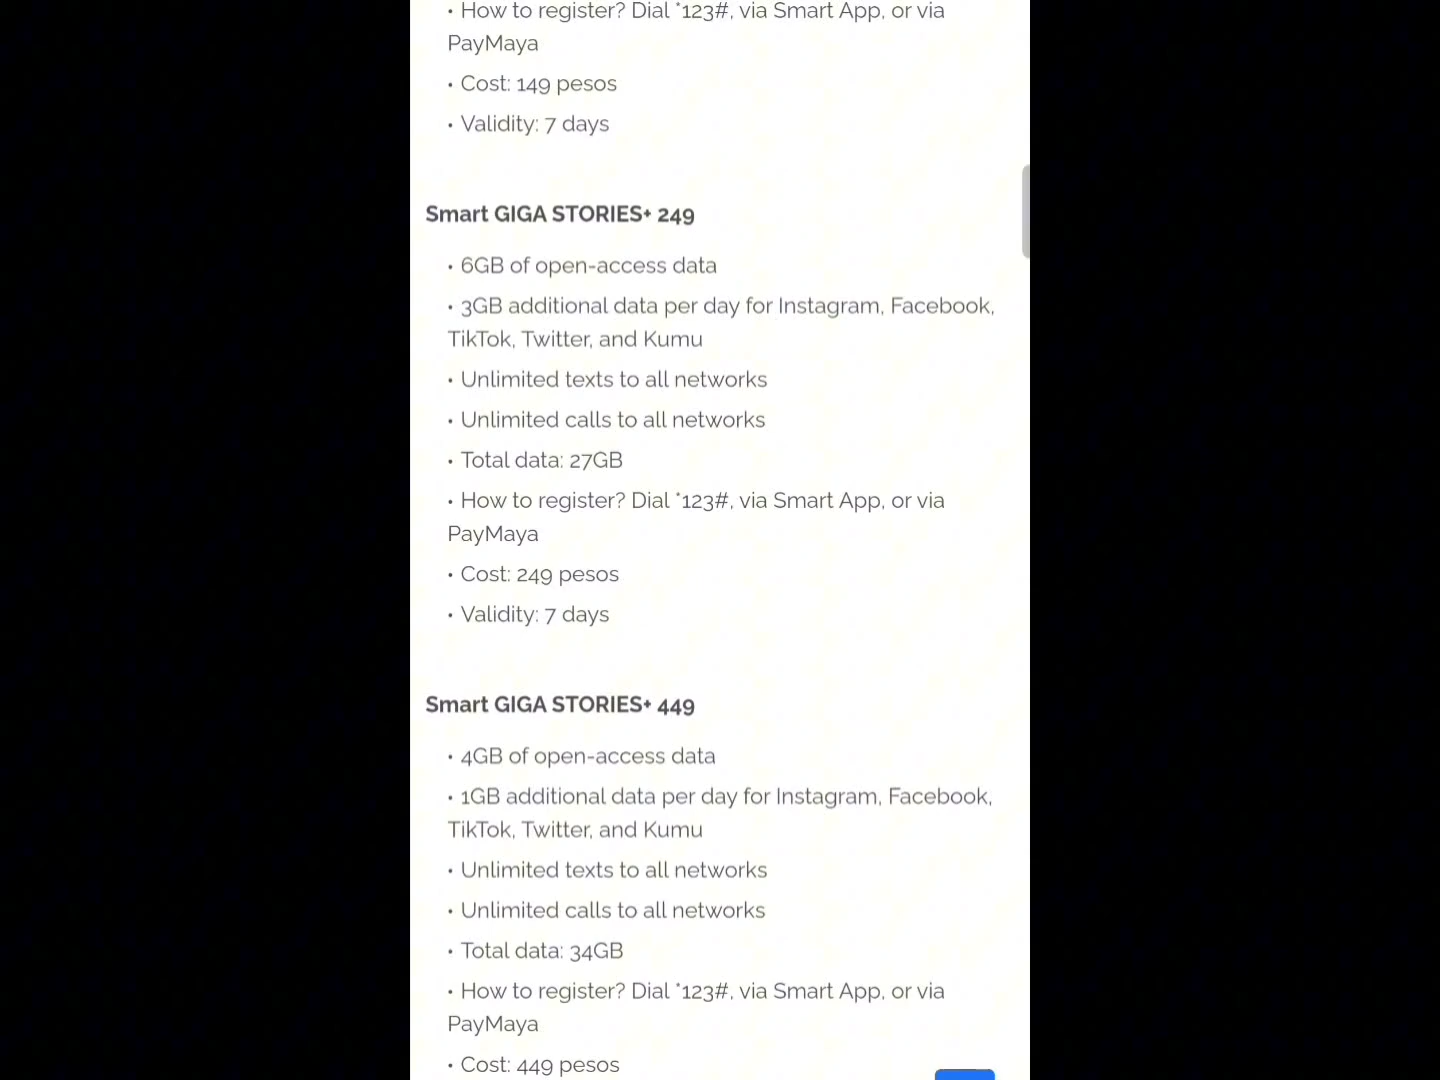 • How to register? Dial *123#, via Smart App, or via
PayMaya
• Cost: 149 pesos
• Validity: 7 days
Smart GIGA STORIES+ 249
• 6GB of open-access data
• 3GB additional data per day for Instagram, Facebook,
TikTok, Twitter, and Kumu
• Unlimited texts to all networks
• Unlimited calls to all networks
• Total data: 27GB
• How to register? Dial *123#, via Smart App, or via
PayMaya
• Cost: 249 pesos
• Validity: 7 days
Smart GIGA STORIES+ 449
• 4GB of open-access data
• 1GB additional data per day for Instagram, Facebook,
TikTok, Twitter, and Kumu
• Unlimited texts to all networks
• Unlimited calls to all networks
• Total data: 34GB
• How to register? Dial *123#, via Smart App, or via
PayMaya
• Cost: 449 pesos